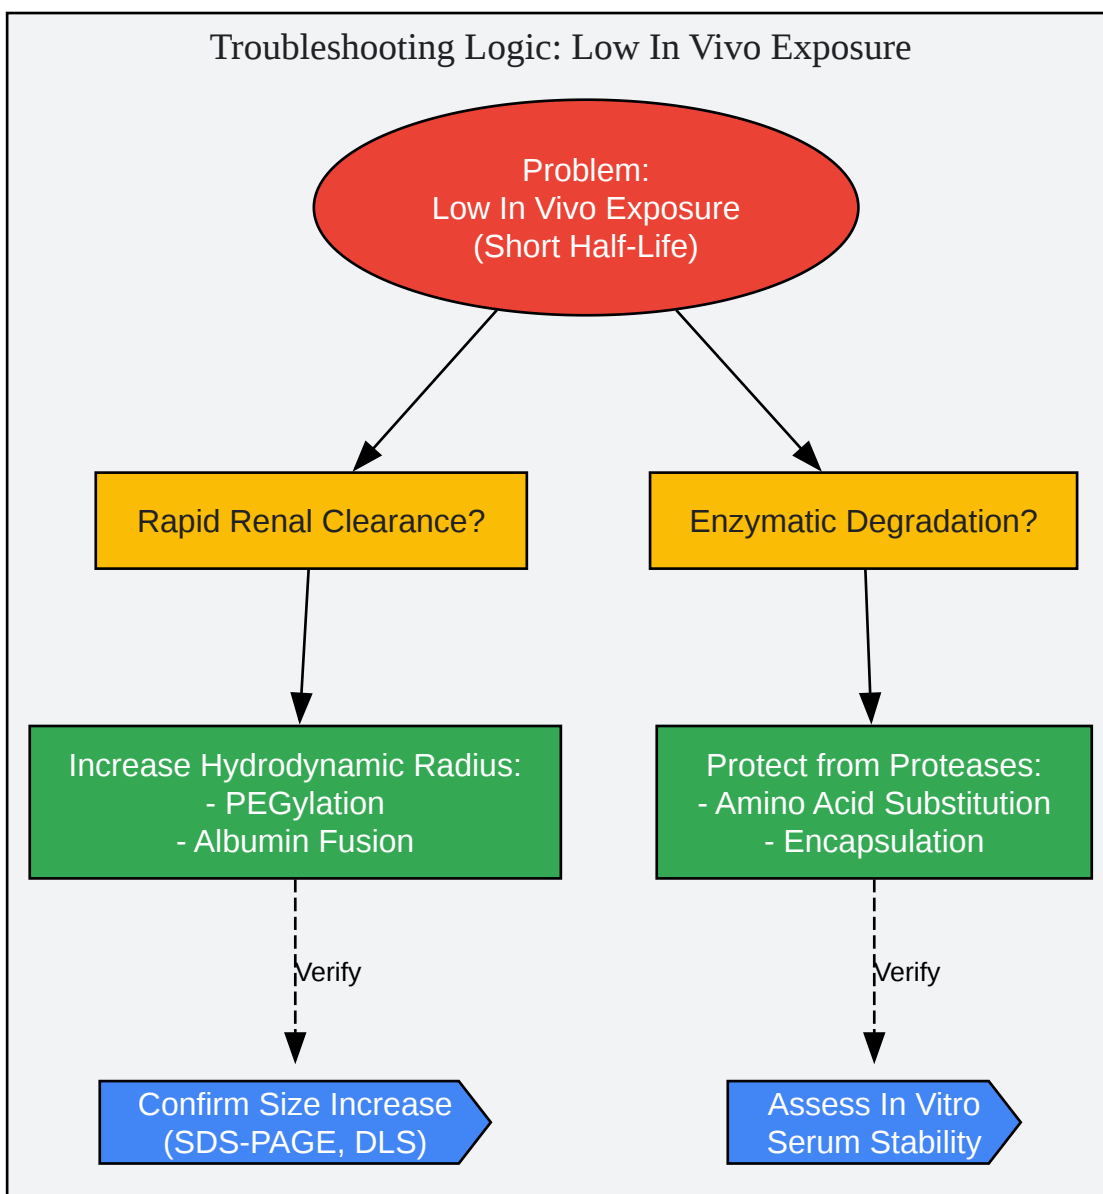 Troubleshooting Logic: Low In Vivo Exposure
Problem:
Low In Vivo Exposure
(Short Half-Life)
Rapid Renal Clearance?
Enzymatic Degradation?
Increase Hydrodynamic Radius:
- PEGylation
- Albumin Fusion
Protect from Proteases:
- Amino Acid Substitution
- Encapsulation
Verify
Verify
Confirm Size Increase
(SDS-PAGE, DLS)
Assess In Vitro
Serum Stability